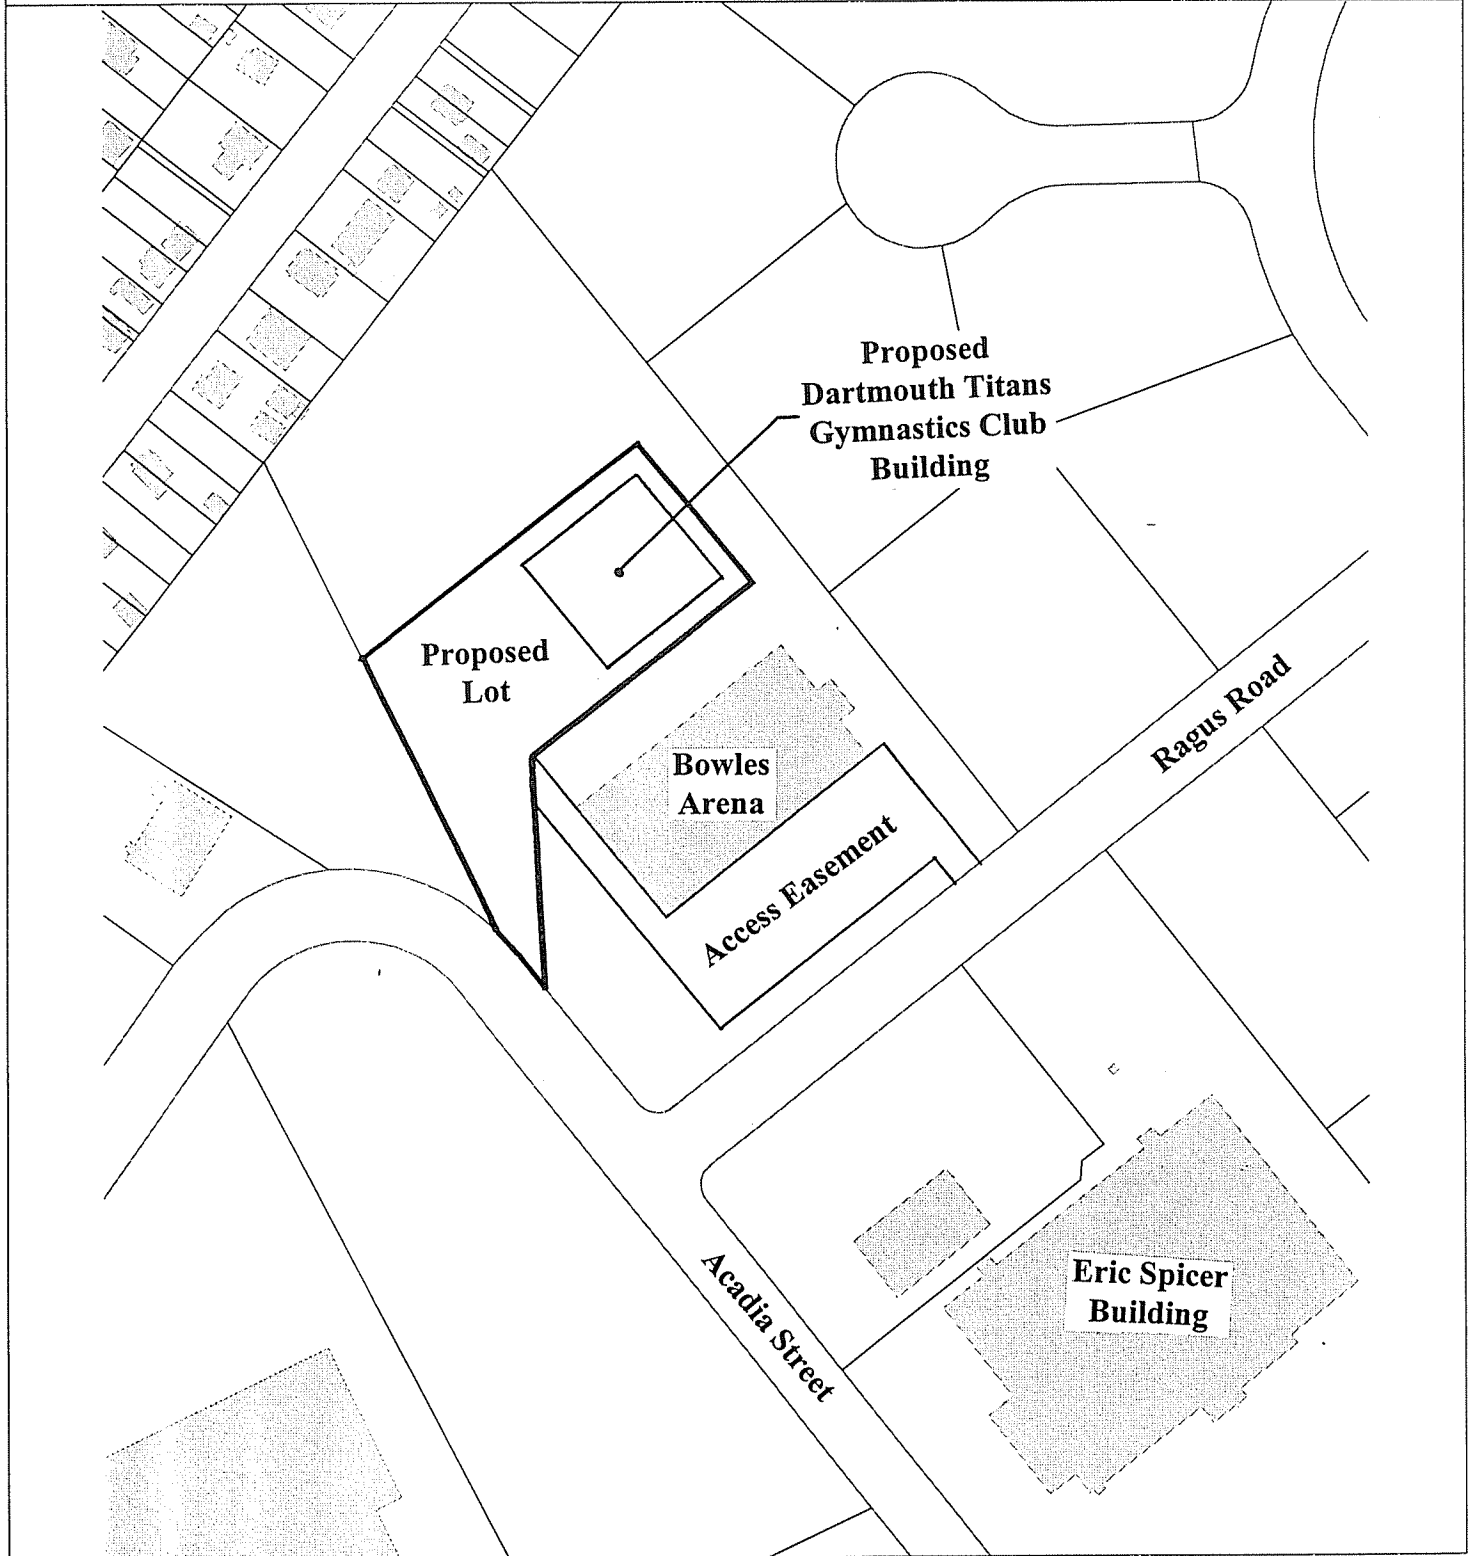 Proposed
Dartmouth Titans
Gymnastics Club
Building
Proposed
Lot
Ragus Road
Bowles
Arena
Access Easement
Eric Spicer
Building
Acadia Street